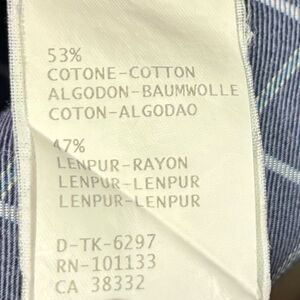 53%
COTONE-COTTON
ALGODON-BAUMWOLLE
COTON-ALGODAO
47%
LENPUR-RAYON
LENPUR-LENPUR
LENPUR-LENPUR
D-TK-6297
RN-101133
CA 38332